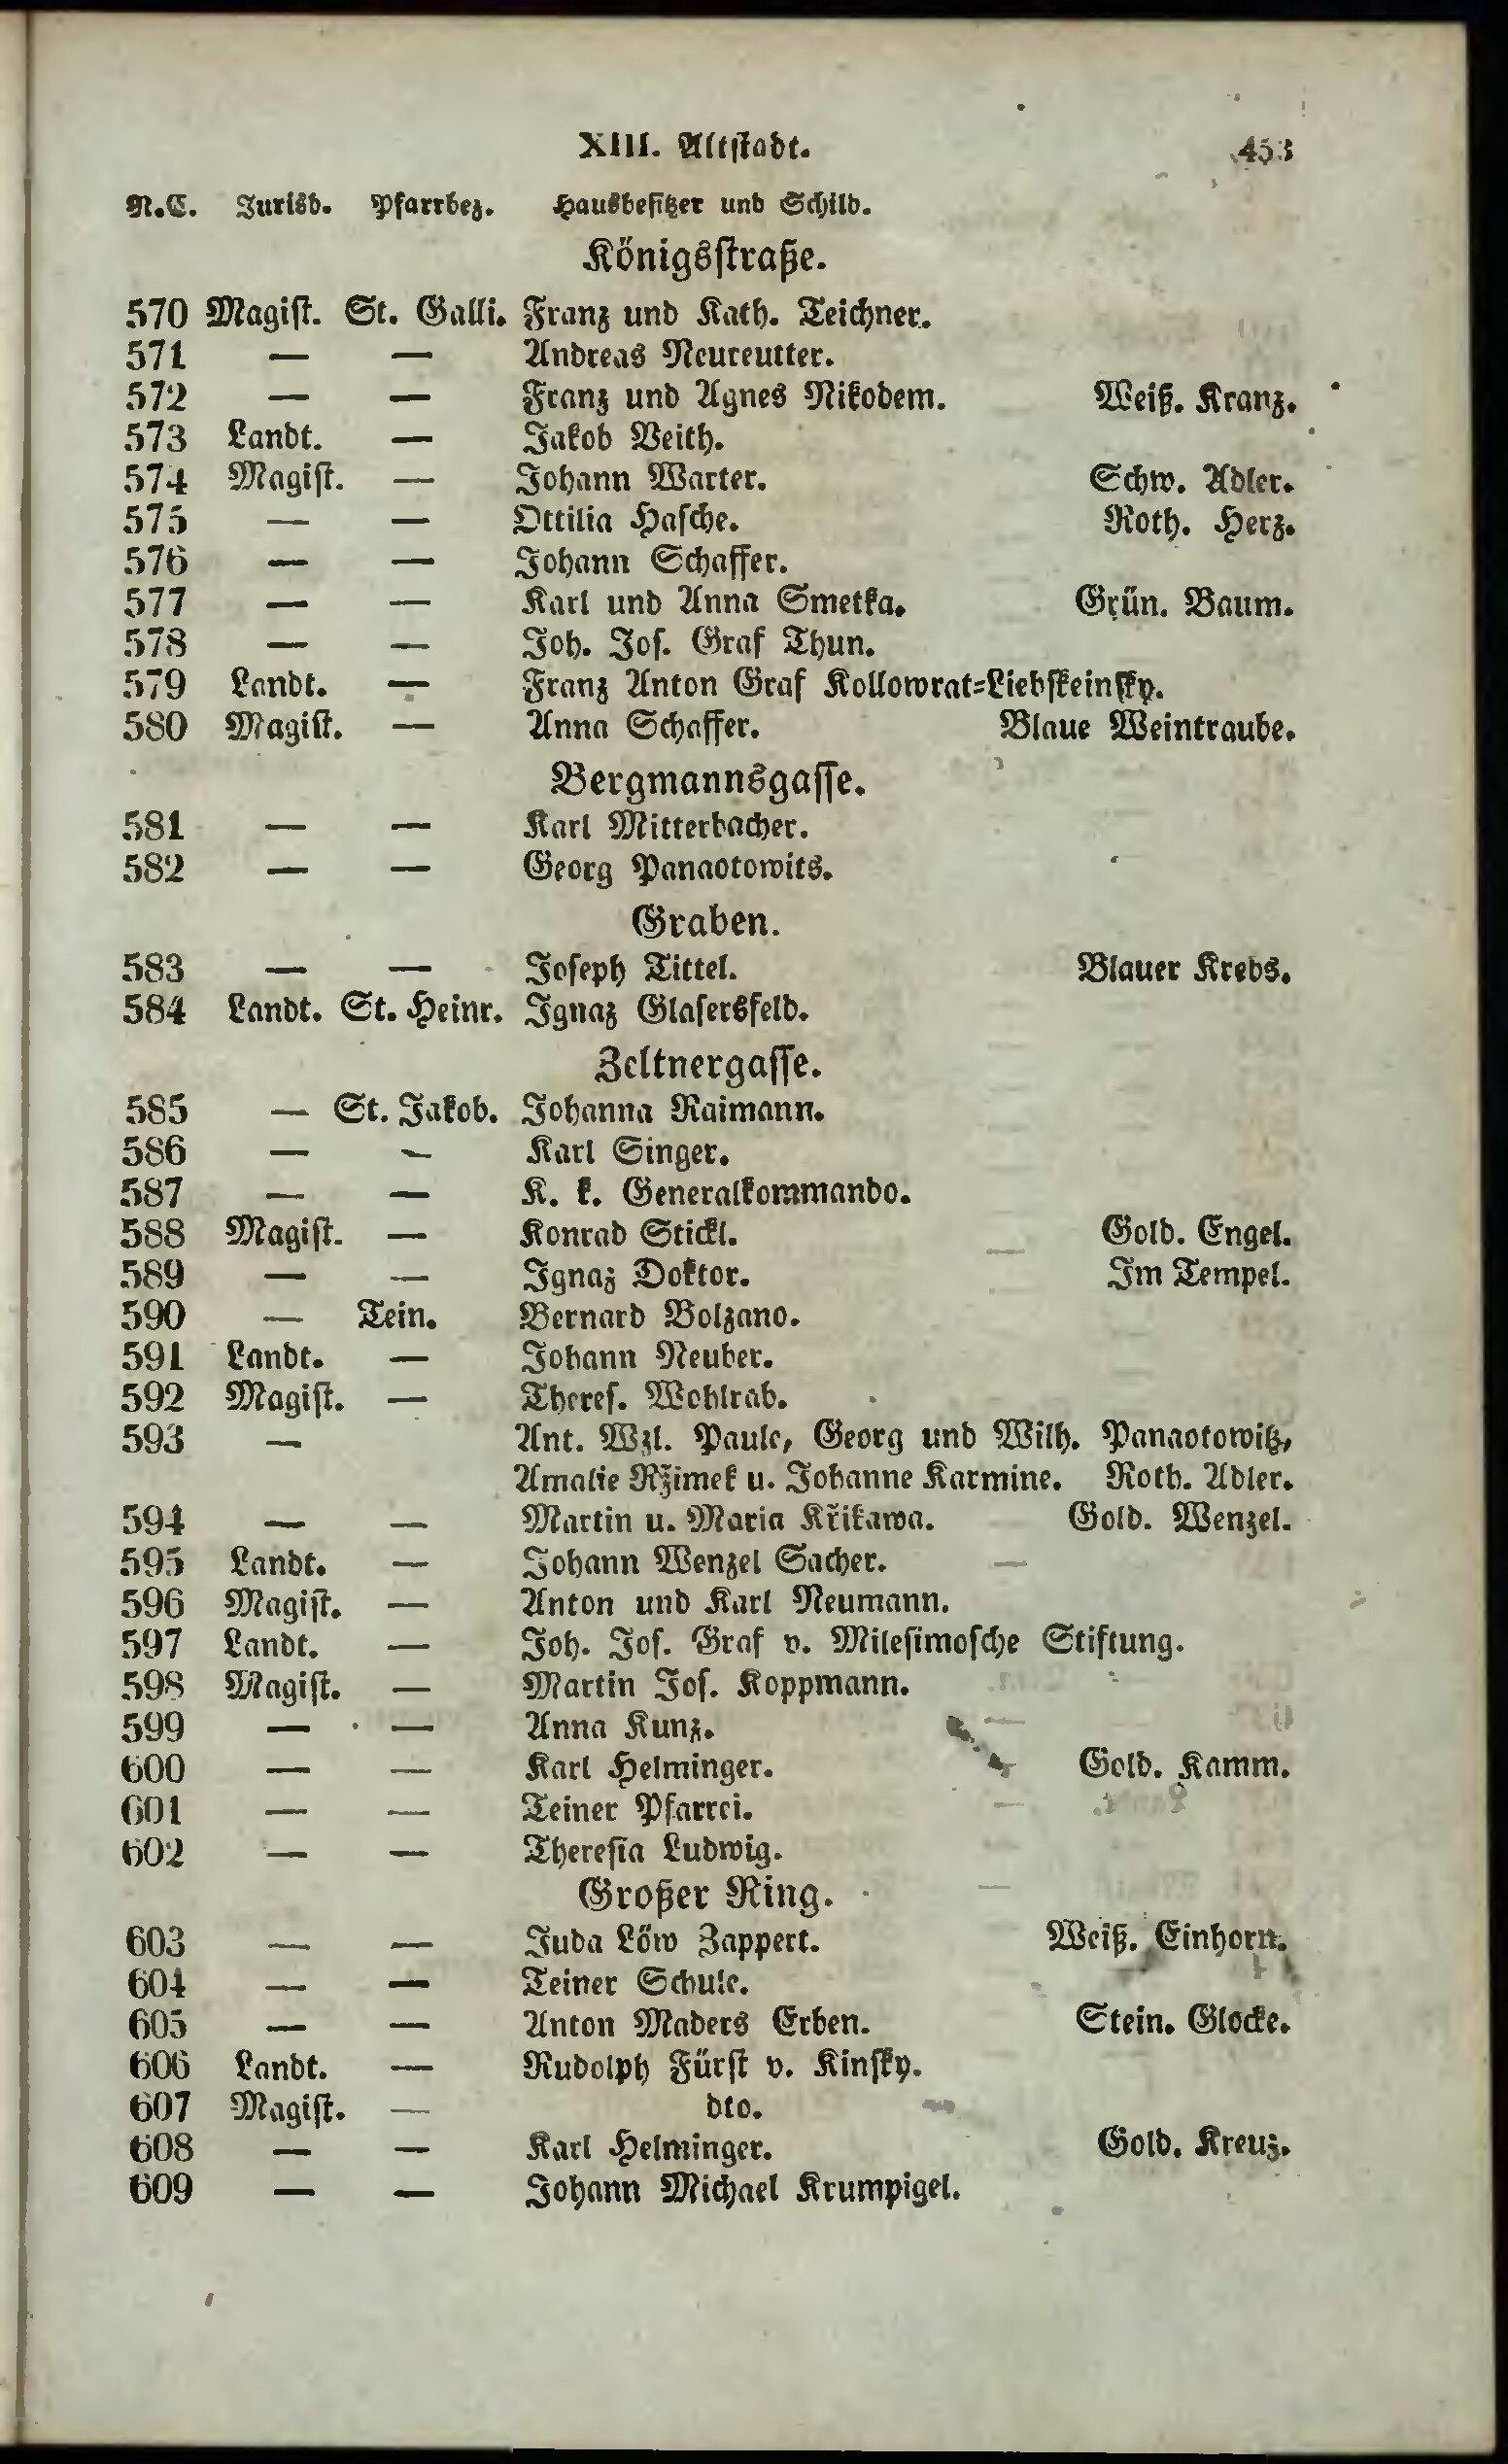 XIII. Altstadt. 453
N.C. Jurisd. Pfarrbez. Hausbesitzer und Schild.
Königsstraße.
570 Magist. St. Galli. Franz und Kath. Teichner.
571 — — Andreas Neureutter.
572 — — Franz und Agnes Nikodem. Weiß. Kranz.
573 Landt. — Jakob Veith.
574 Magist. — Johann Warter. Schw. Adler.
575 — — Ottilia Hasche. Roth. Herz.
576 — — Johann Schaffer.
577 — — Karl und Anna Smetka. Grün. Baum.
578 — — Joh. Jos. Graf Thun.
579 Landt. — Franz Anton Graf Kollowrat=Liebsteinsky.
580 Magist. — Anna Schaffer. Blaue Weintraube.
Bergmannsgasse.
581 — — Karl Mitterbacher.
582 — — Georg Panaotowits.
Graben.
583 — — Joseph Tittel. Blauer Krebs.
584 Landt. St. Heinr. Ignaz Glasersfeld.
Zeltnergasse.
585 — St. Jakob. Johanna Raimann.
586 — — Karl Singer.
587 — — K. k. Generalkommando.
588 Magist. — Konrad Stickl. Gold. Engel.
589 — — Ignaz Doktor. Im Tempel.
590 — Tein. Bernard Bolzano.
591 Landt. — Johann Neuber.
592 Magist. — Theres. Wohlrab.
593 — Ant. Wzl. Paule, Georg und Wilh. Panaotowitz,
Amalie Ržimek u. Johanne Karmine. Roth. Adler.
594 — — Martin u. Maria Křikawa. Gold. Wenzel.
595 Landt. — Johann Wenzel Sacher.
596 Magist. — Anton und Karl Neumann.
597 Landt. — Joh. Jos. Graf v. Milesimosche Stiftung.
598 Magist. — Martin Jos. Koppmann.
599 — — Anna Kunz.
600 — — Karl Helminger. Gold. Kamm.
601 — — Teiner Pfarrei.
602 — — Theresia Ludwig.
Großer Ring.
603 — — Juda Löw Zappert. Weiß. Einhorn.
604 — — Teiner Schule.
605 — — Anton Maders Erben. Stein. Glocke.
606 Landt. — Rudolph Fürst v. Kinsky.
607 Magist. — dto.
608 — — Karl Helminger. Gold. Kreuz.
609 — — Johann Michael Krumpigel.